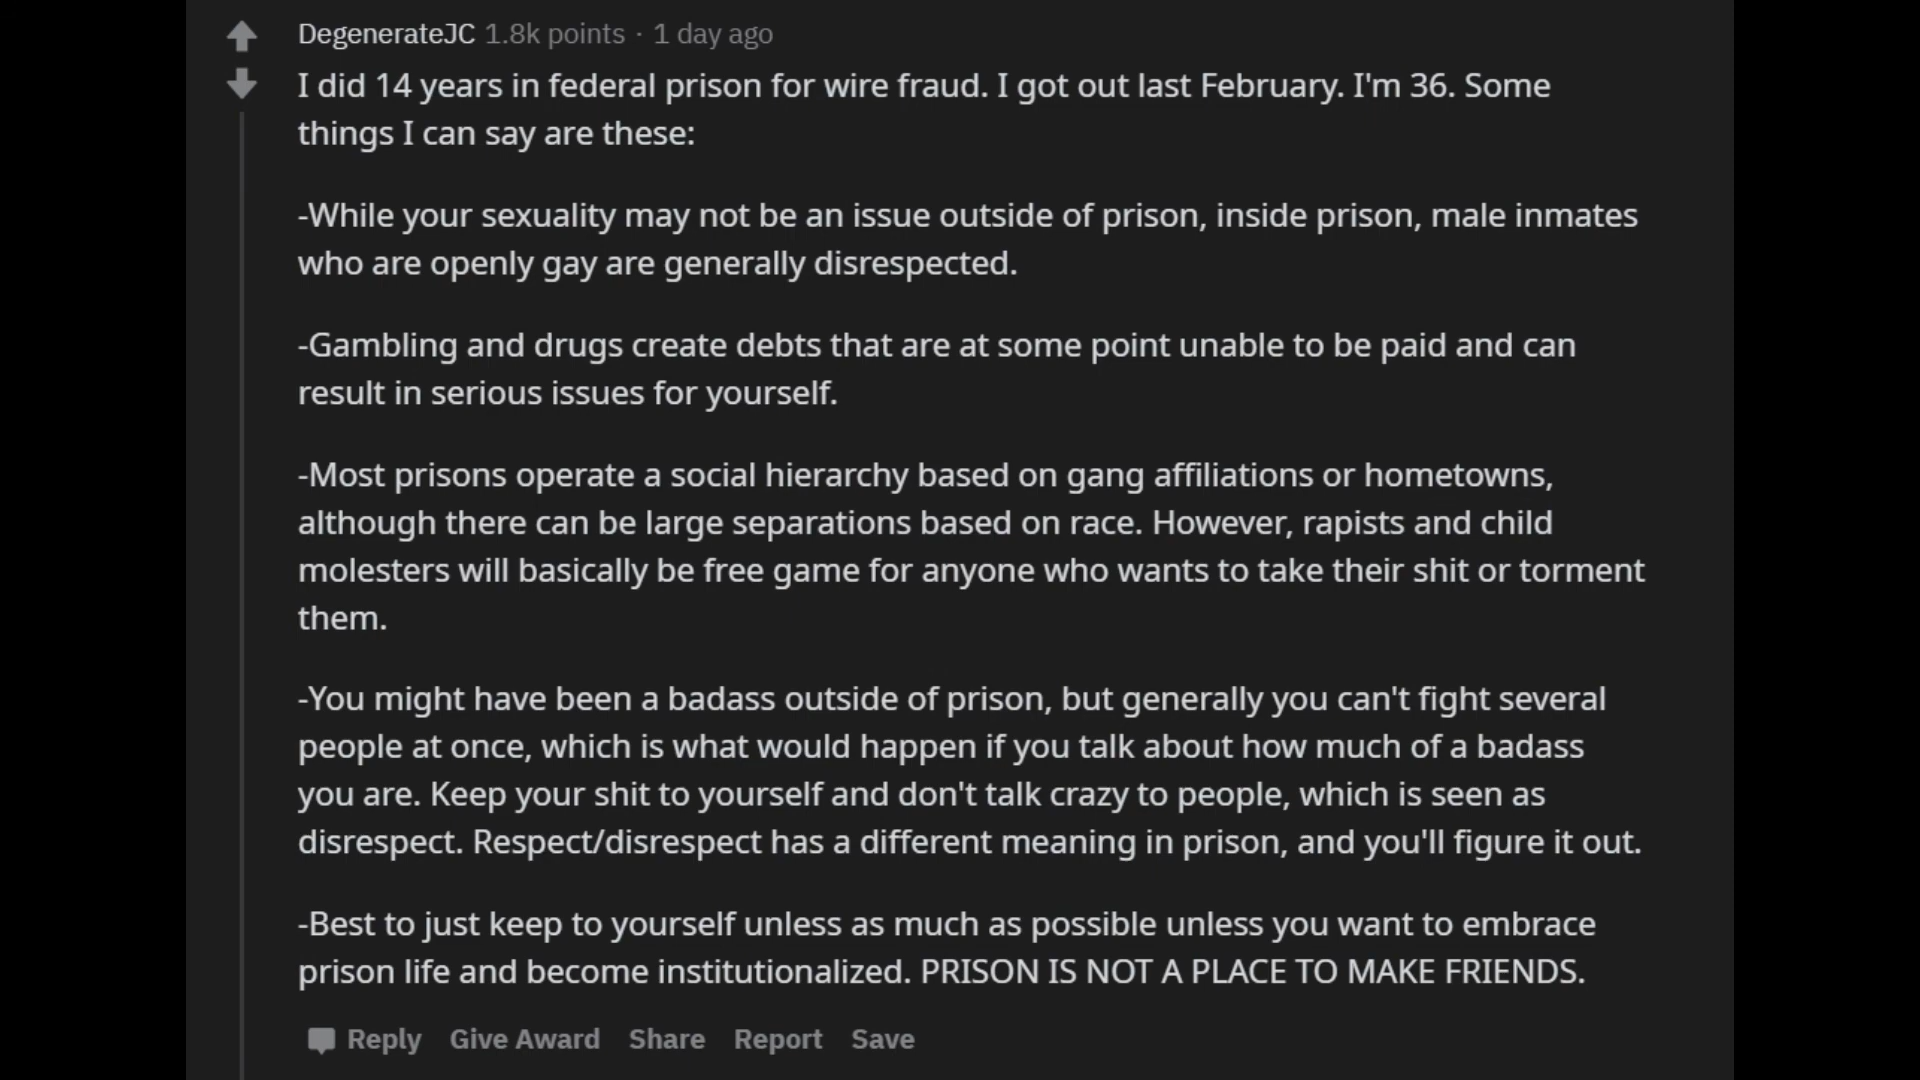 DegenerateJC 1.8k points · 1 day ago
I did 14 years in federal prison for wire fraud. I got out last February. I'm 36. Some
things I can say are these:
-While your sexuality may not be an issue outside of prison, inside prison, male inmates
who are openly gay are generally disrespected.
-Gambling and drugs create debts that are at some point unable to be paid and can
result in serious issues for yourself.
-Most prisons operate a social hierarchy based on gang affiliations or hometowns,
although there can be large separations based on race. However, rapists and child
molesters will basically be free game for anyone who wants to take their shit or torment
them.
-You might have been a badass outside of prison, but generally you can't fight several
people at once, which is what would happen if you talk about how much of a badass
you are. Keep your shit to yourself and don't talk crazy to people, which is seen as
disrespect. Respect/disrespect has a different meaning in prison, and you'll figure it out.
-Best to just keep to yourself unless as much as possible unless you want to embrace
prison life and become institutionalized. PRISON IS NOT A PLACE TO MAKE FRIENDS.
Reply Give Award Share Report Save